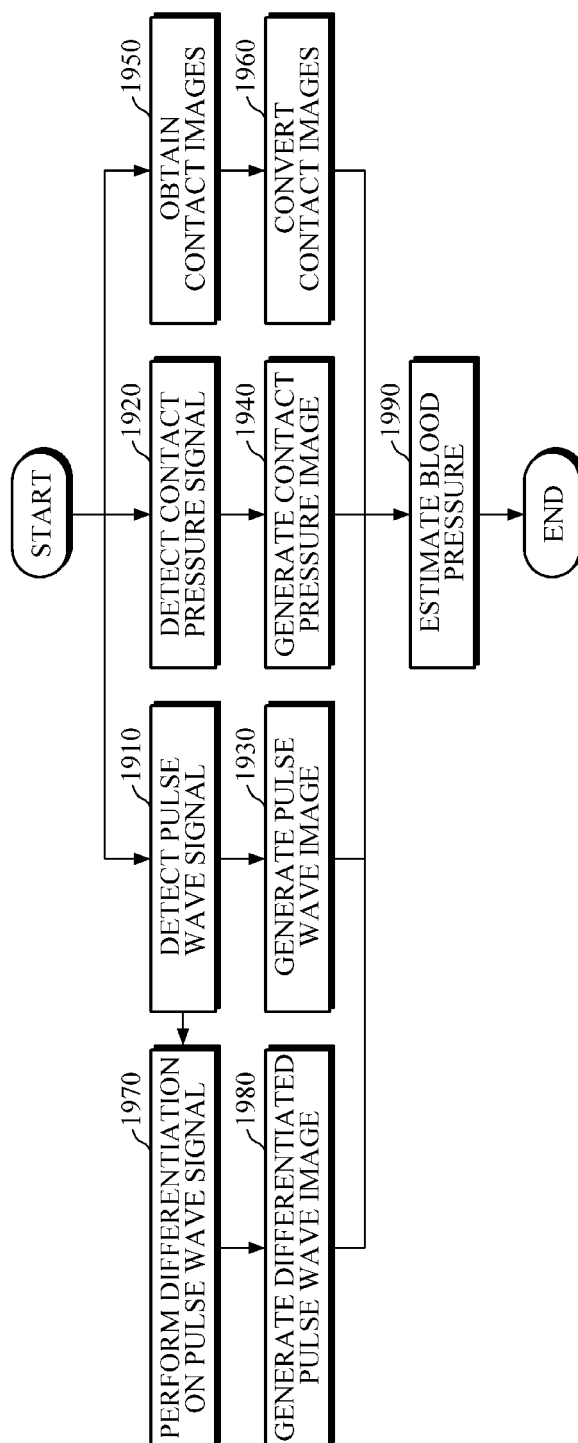 START
1970
PERFORM DIFFERENTIATION
ON PULSE WAVE SIGNAL
1910
DETECT PULSE
WAVE SIGNAL
1920
DETECT CONTACT
PRESSURE SIGNAL
1950
OBTAIN
CONTACT IMAGES
1980
GENERATE DIFFERENTIATED
PULSE WAVE IMAGE
1930
GENERATE PULSE
WAVE IMAGE
1940
GENERATE CONTACT
PRESSURE IMAGE
1960
CONVERT
CONTACT IMAGES
1990
ESTIMATE BLOOD
PRESSURE
END